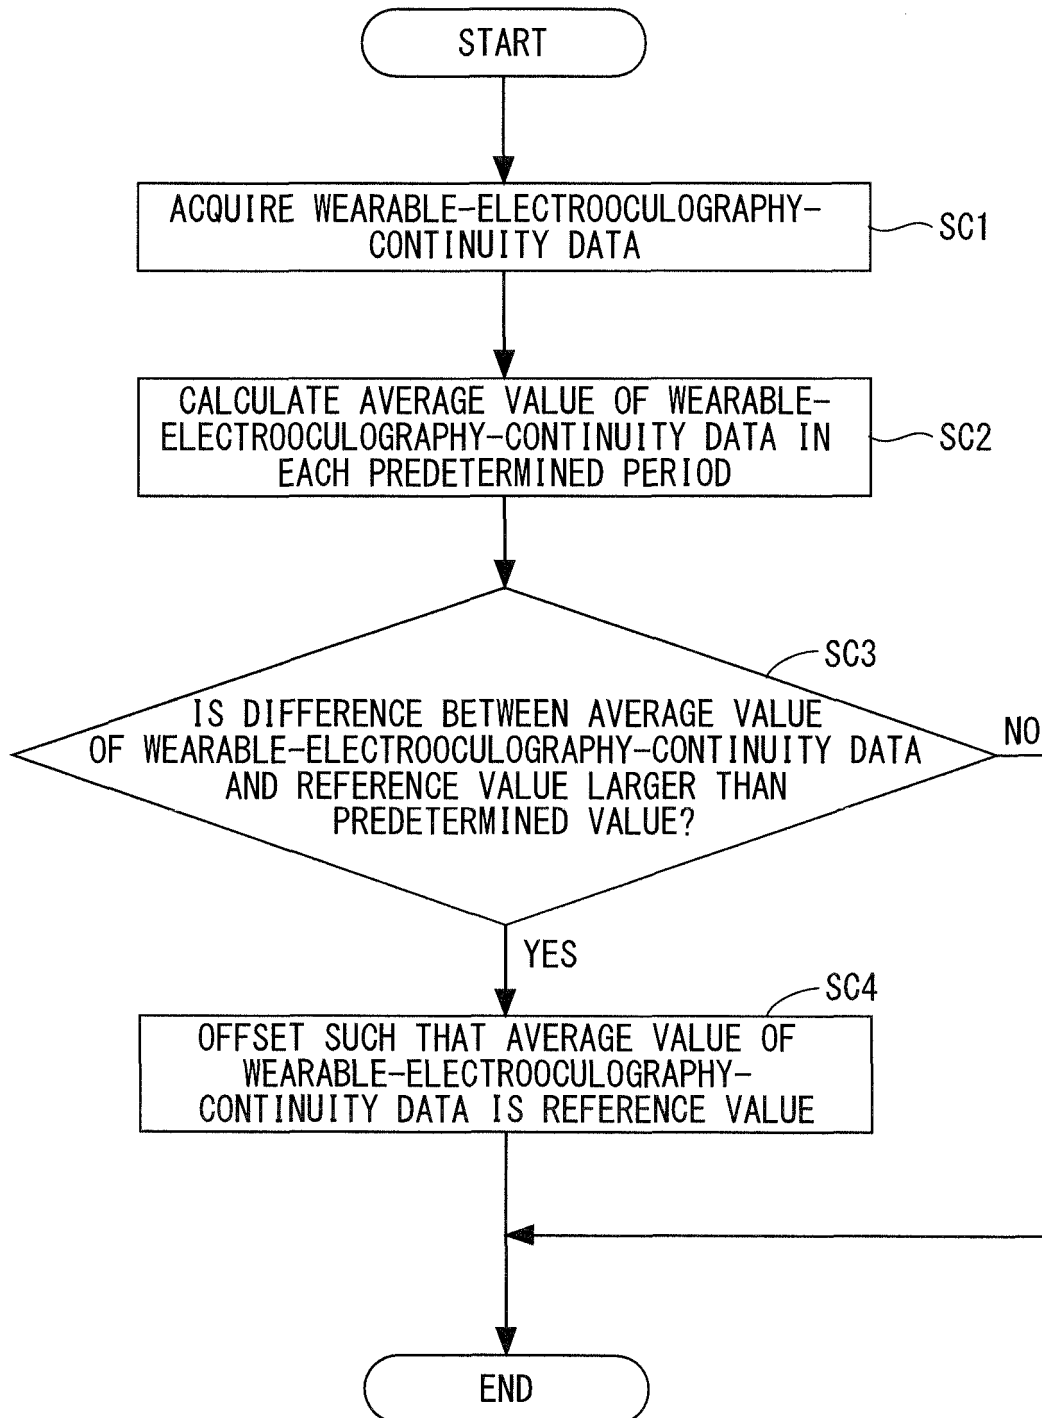 START
ACQUIRE WEARABLE-ELECTROOCULOGRAPHY-
CONTINUITY DATA
SC1
CALCULATE AVERAGE VALUE OF WEARABLE-
ELECTROOCULOGRAPHY-CONTINUITY DATA IN
EACH PREDETERMINED PERIOD
SC2
SC3
IS DIFFERENCE BETWEEN AVERAGE VALUE
OF WEARABLE-ELECTROOCULOGRAPHY-CONTINUITY DATA
AND REFERENCE VALUE LARGER THAN
PREDETERMINED VALUE?
NO
YES
SC4
OFFSET SUCH THAT AVERAGE VALUE OF
WEARABLE-ELECTROOCULOGRAPHY-
CONTINUITY DATA IS REFERENCE VALUE
END